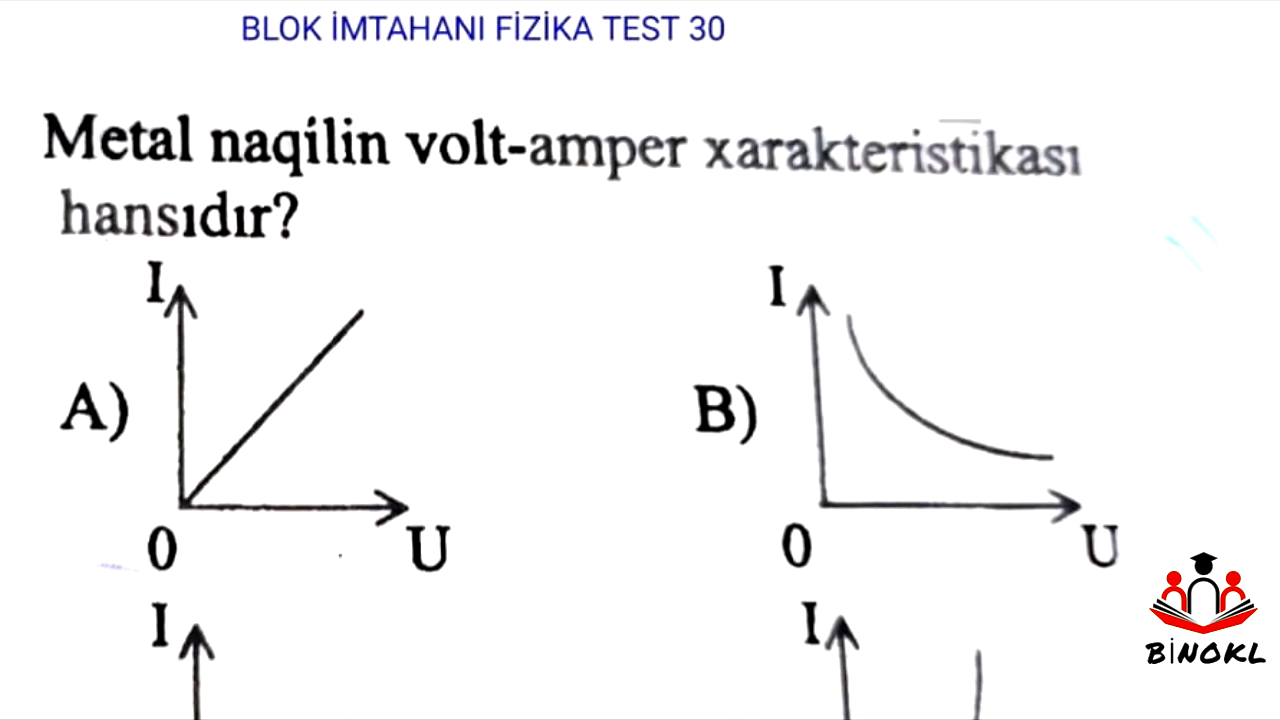 BLOK İMTAHANI FİZİKA TEST 30
Metal naqilin volt-amper xarakteristikası
hansıdır?
I
I
A)
B)
0
U
0
U
I
I
BİNOKL